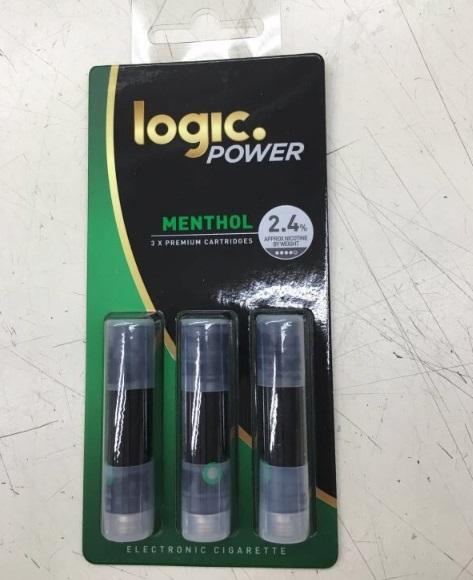 logic.
POWER
MENTHOL
3 X PREMIUM CARTRIDGES
2.4%
APPROX NICOTINE
BY WEIGHT
ELECTRONIC CIGARETTE